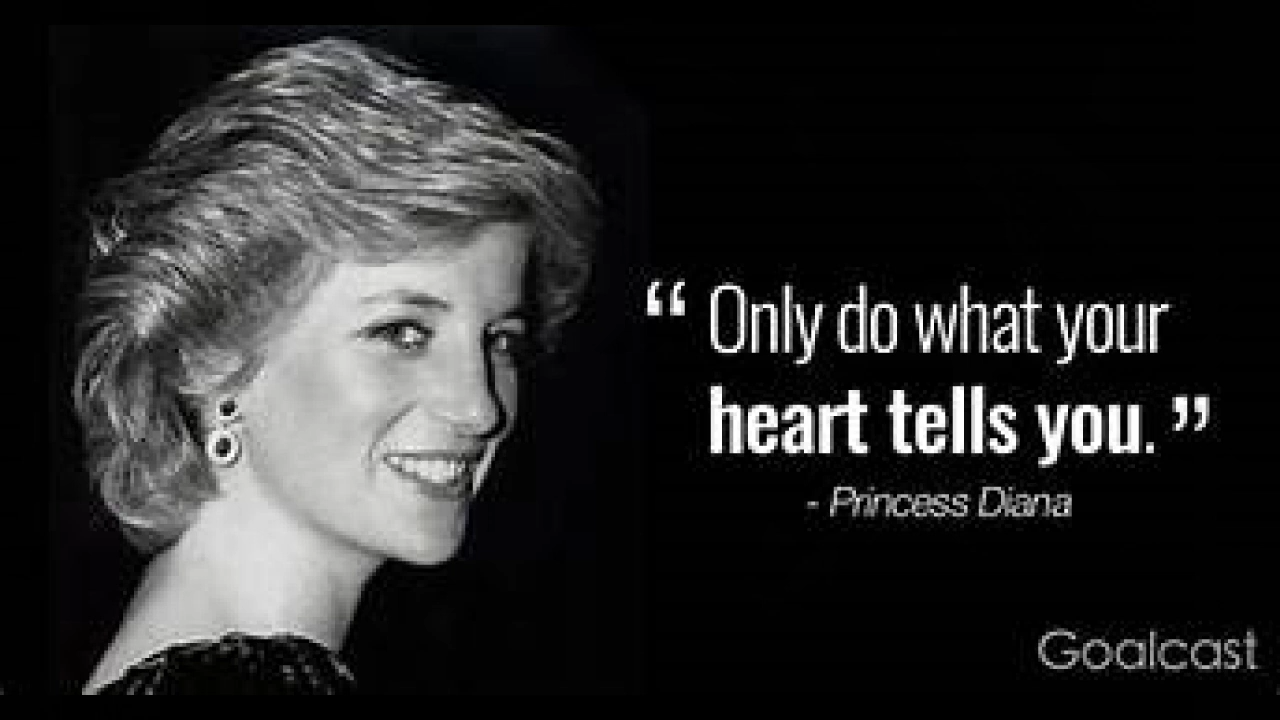 “ Only do what your
heart tells you. ”
- Princess Diana
Goalcast